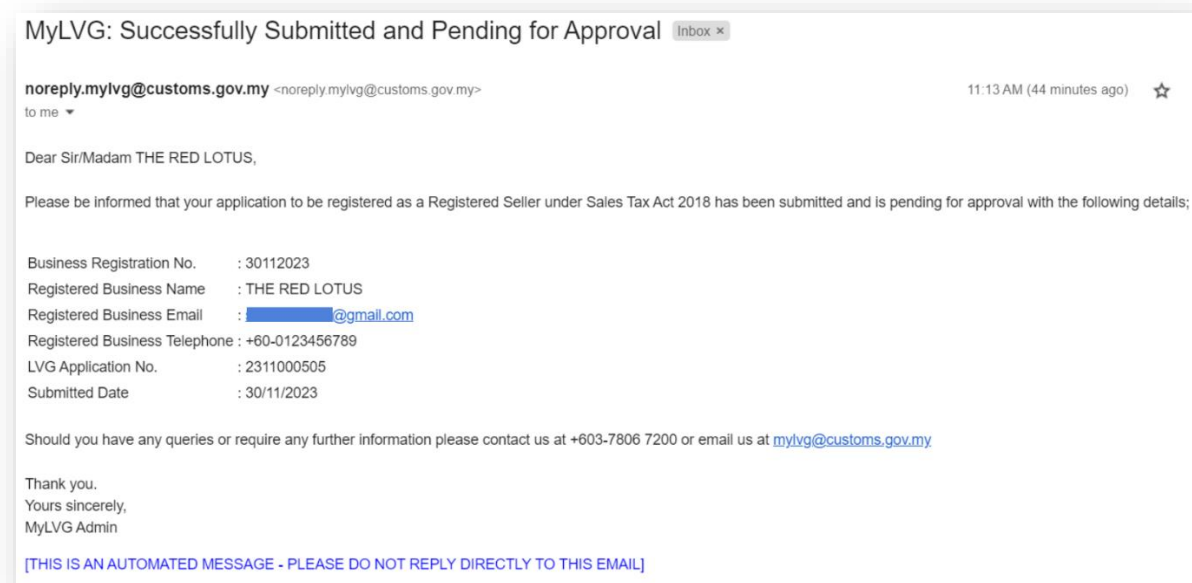 MyLVG: Successfully Submitted and Pending for Approval Inbox ×
noreply.mylvg@customs.gov.my <noreply.mylvg@customs.gov.my> 11:13 AM (44 minutes ago)
to me
Dear Sir/Madam THE RED LOTUS,
Please be informed that your application to be registered as a Registered Seller under Sales Tax Act 2018 has been submitted and is pending for approval with the following details;
Business Registration No. : 30112023
Registered Business Name : THE RED LOTUS
Registered Business Email : @gmail.com
Registered Business Telephone : +60-0123456789
LVG Application No. : 2311000505
Submitted Date : 30/11/2023
Should you have any queries or require any further information please contact us at +603-7806 7200 or email us at mylvg@customs.gov.my
Thank you.
Yours sincerely,
MyLVG Admin
[THIS IS AN AUTOMATED MESSAGE - PLEASE DO NOT REPLY DIRECTLY TO THIS EMAIL]